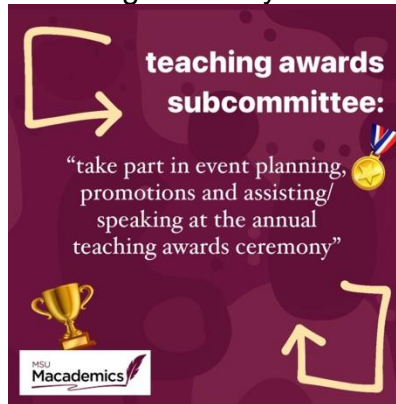 teaching awards
subcommittee:
“take part in event planning,
promotions and assisting/
speaking at the annual
teaching awards ceremony”
MSU
Macademics